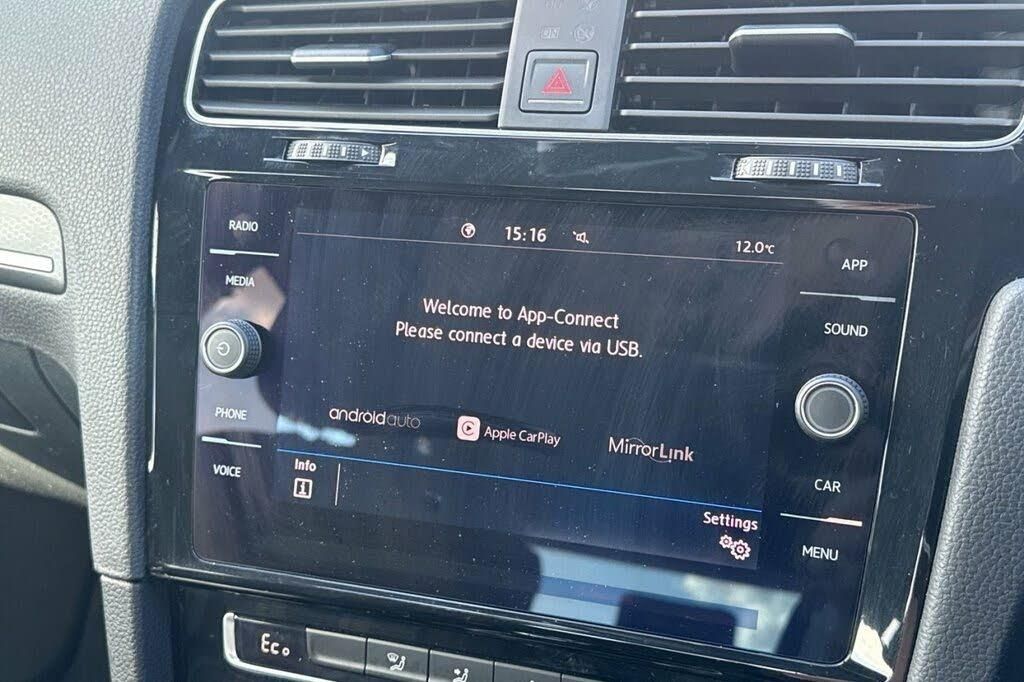 ON
RADIO
MEDIA
PHONE
VOICE
15:16
12.0°C
Welcome to App-Connect
Please connect a device via USB.
androidauto
Apple CarPlay
MirrorLink
Info
Settings
APP
SOUND
CAR
MENU
Eco